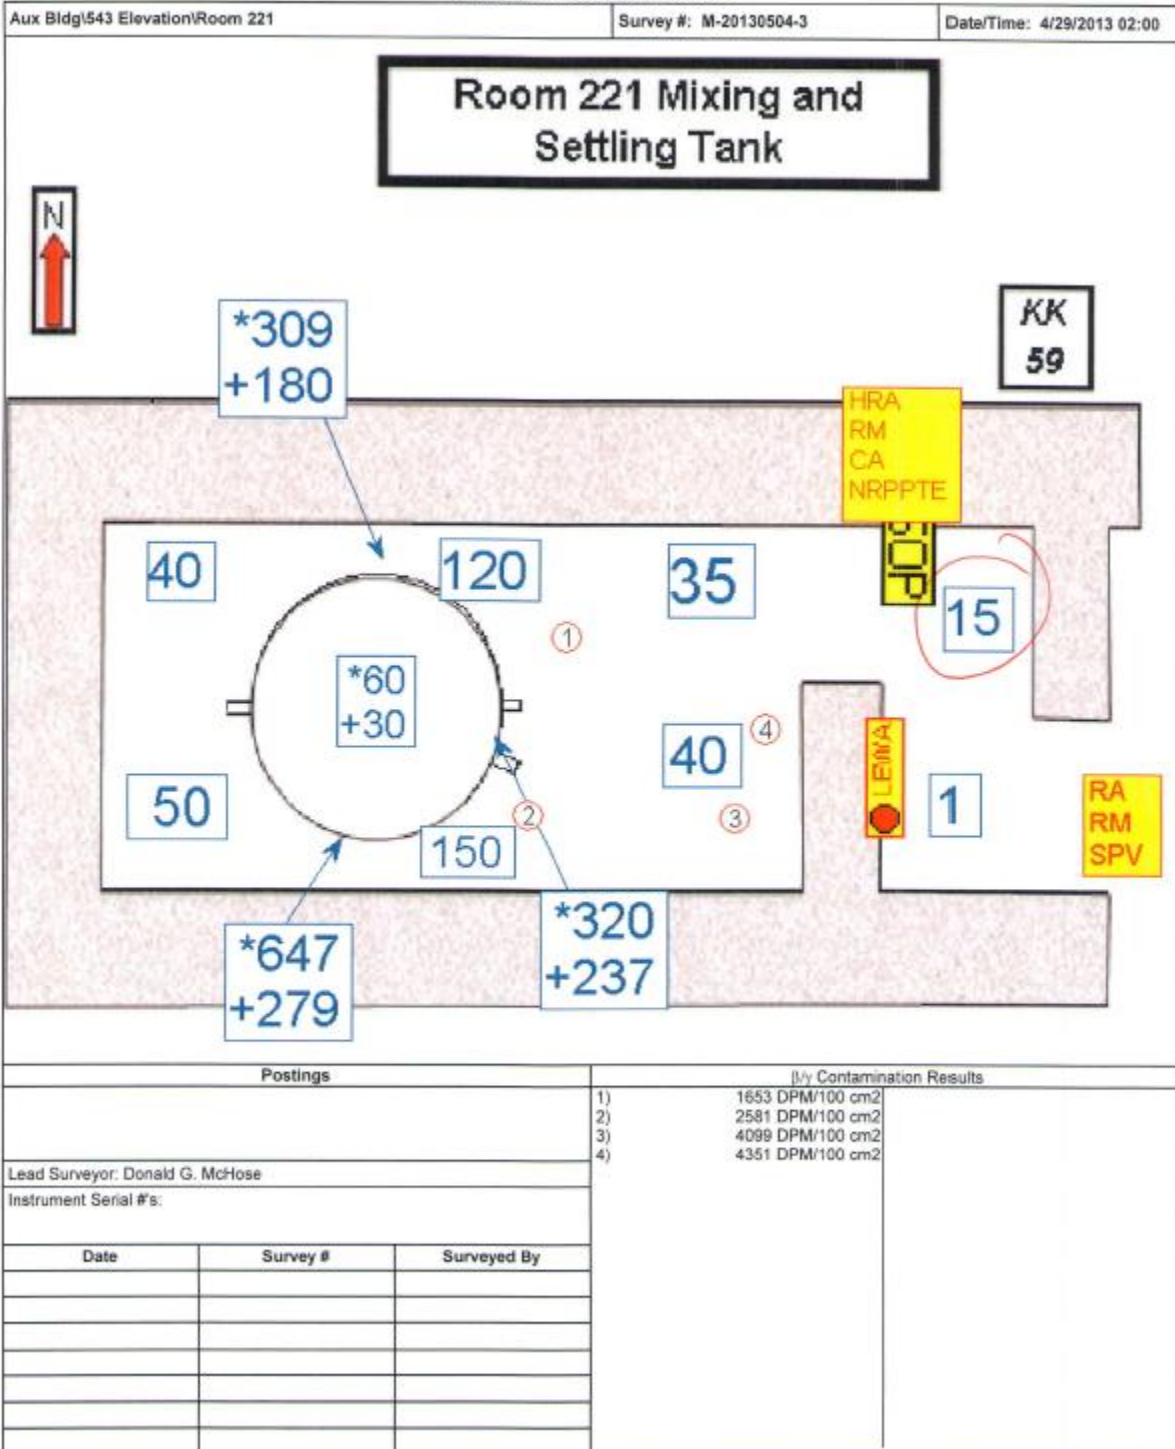 Aux Bldg\543 Elevation\Room 221
Survey #: M-20130504-3
Date/Time: 4/29/2013 02:00
Room 221 Mixing and
Settling Tank
N
KK
59
*309
+180
HRA
RM
CA
NRPPTE
SOP
40
120
35
15
1
*60
+30
4
40
50
2
3
150
LEWA
1
RA
RM
SPV
*647
+279
*320
+237
Postings
β/γ Contamination Results
1) 1653 DPM/100 cm2
2) 2581 DPM/100 cm2
3) 4099 DPM/100 cm2
4) 4351 DPM/100 cm2
Lead Surveyor: Donald G. McHose
Instrument Serial #'s:
Date Survey # Surveyed By